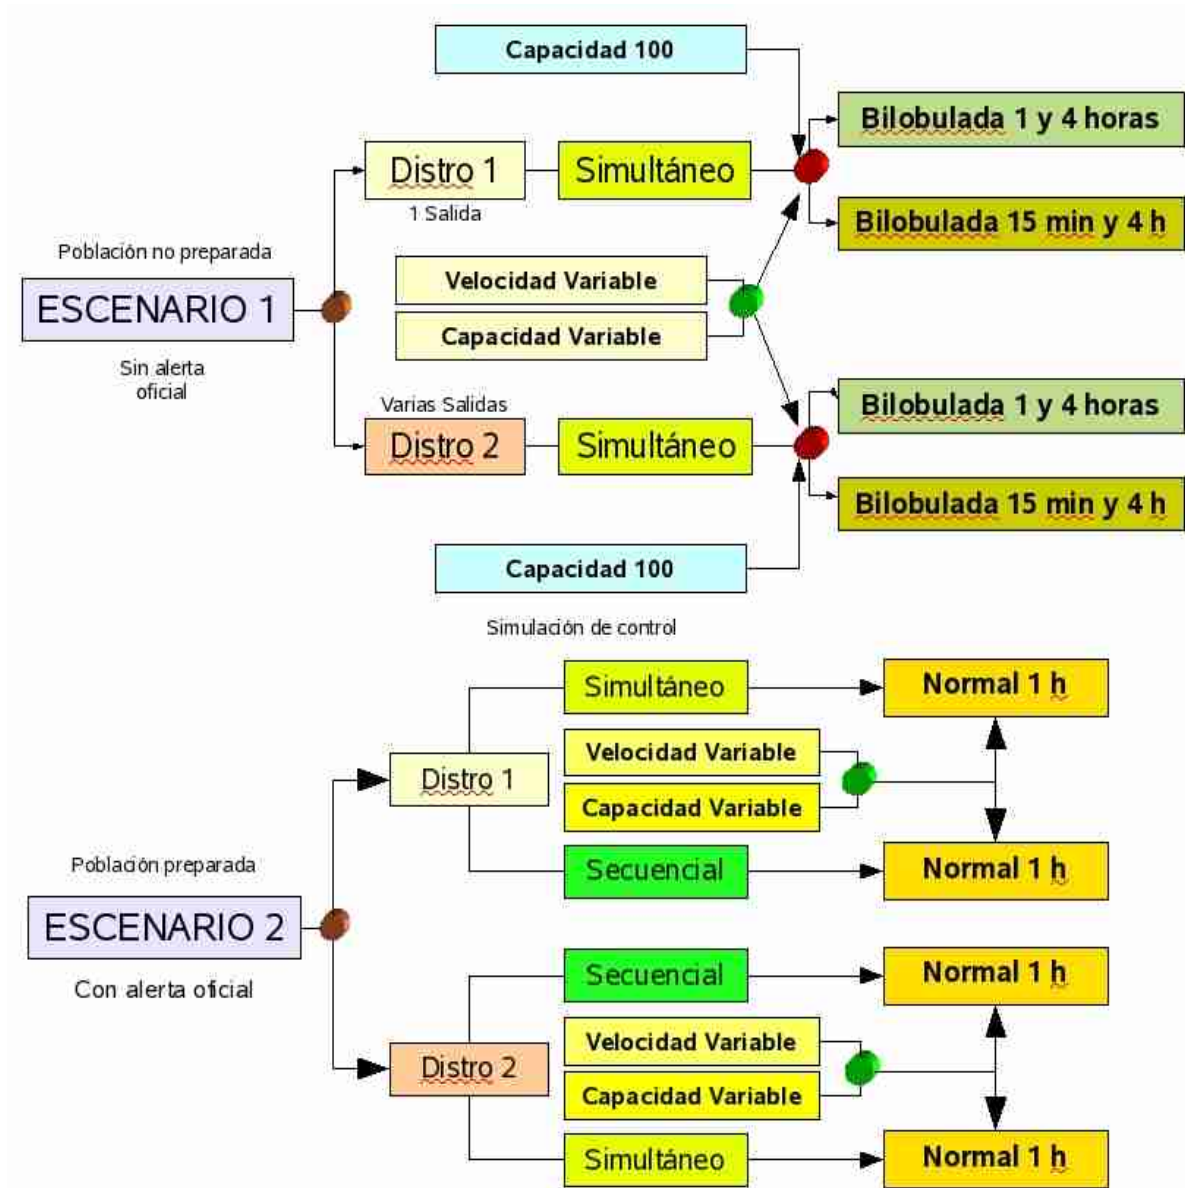 Capacidad 100
Bilobulada 1 y 4 horas
Distro 1
Simultáneo
1 Salida
Bilobulada 15 min y 4 h
Población no preparada
ESCENARIO 1
Sin alerta
oficial
Velocidad Variable
Capacidad Variable
Varias Salidas
Distro 2
Simultáneo
Bilobulada 1 y 4 horas
Bilobulada 15 min y 4 h
Capacidad 100
Simulación de control
Simultáneo
Normal 1 h
Velocidad Variable
Distro 1
Capacidad Variable
Secuencial
Normal 1 h
Población preparada
ESCENARIO 2
Con alerta oficial
Secuencial
Normal 1 h
Velocidad Variable
Distro 2
Capacidad Variable
Simultáneo
Normal 1 h